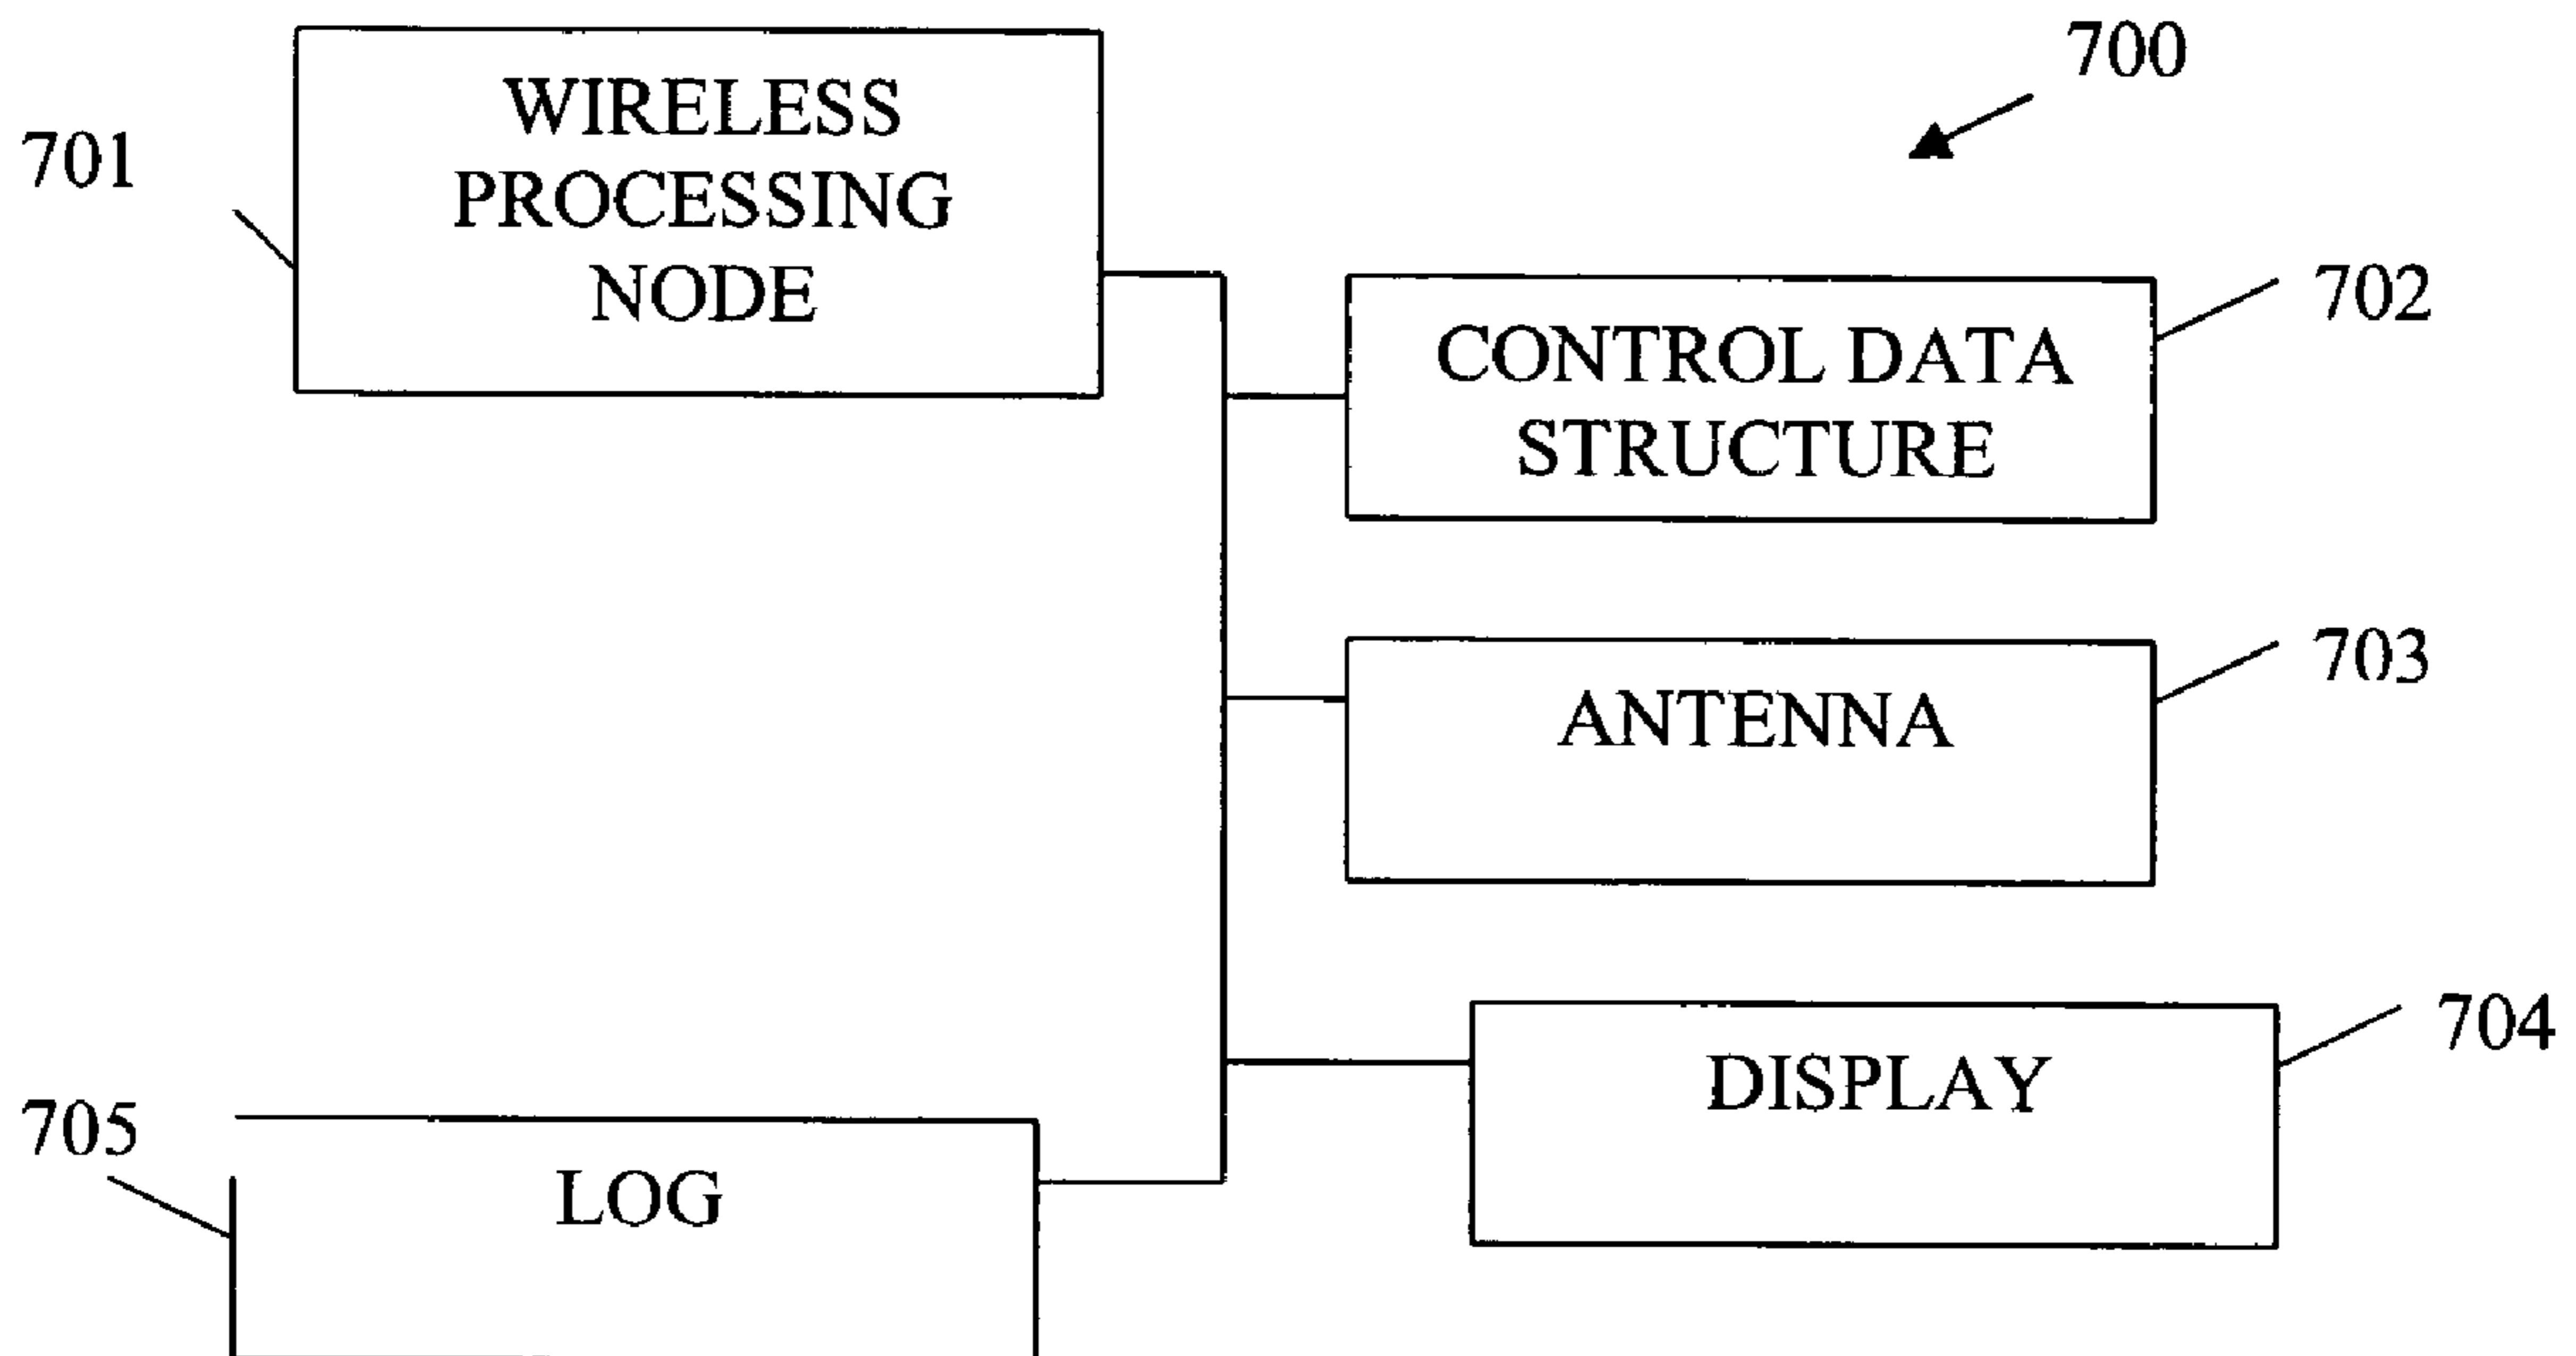 700
701
WIRELESS
PROCESSING
NODE
702
CONTROL DATA
STRUCTURE
703
ANTENNA
704
DISPLAY
705
LOG